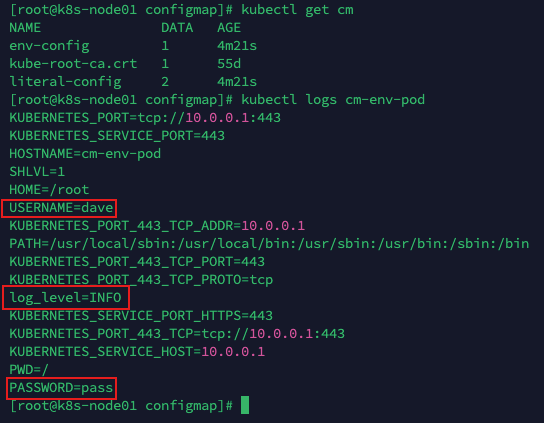 [root@k8s-node01 configmap]# kubectl get cm
NAME DATA AGE
env-config 1 4m21s
kube-root-ca.crt 1 55d
literal-config 2 4m21s
[root@k8s-node01 configmap]# kubectl logs cm-env-pod
KUBERNETES_PORT=tcp://10.0.0.1:443
KUBERNETES_SERVICE_PORT=443
HOSTNAME=cm-env-pod
SHLVL=1
HOME=/root
USERNAME=dave
KUBERNETES_PORT_443_TCP_ADDR=10.0.0.1
PATH=/usr/local/sbin:/usr/local/bin:/usr/sbin:/usr/bin:/sbin:/bin
KUBERNETES_PORT_443_TCP_PORT=443
KUBERNETES_PORT_443_TCP_PROTO=tcp
log_level=INFO
KUBERNETES_SERVICE_PORT_HTTPS=443
KUBERNETES_PORT_443_TCP=tcp://10.0.0.1:443
KUBERNETES_SERVICE_HOST=10.0.0.1
PWD=/
PASSWORD=pass
[root@k8s-node01 configmap]#